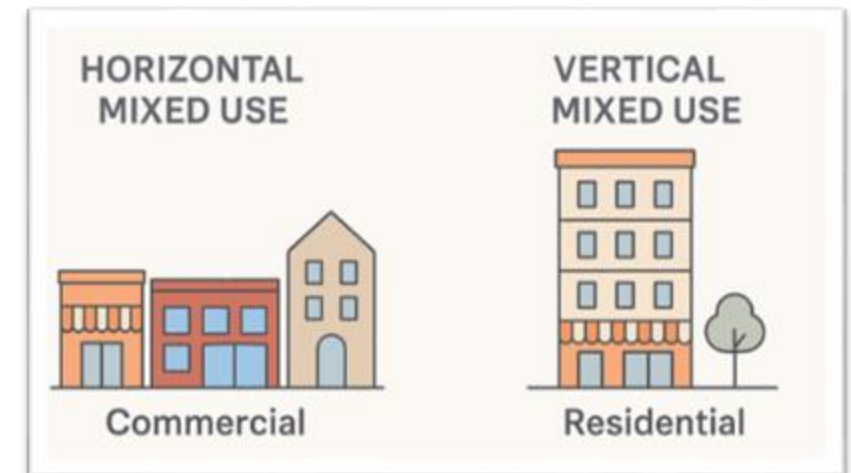 HORIZONTAL
MIXED USE
Commercial
VERTICAL
MIXED USE
Residential